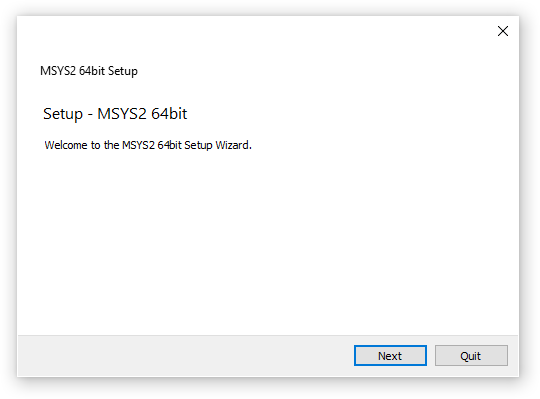 MSYS2 64bit Setup
Setup - MSYS2 64bit
Welcome to the MSYS2 64bit Setup Wizard.
Next
Quit